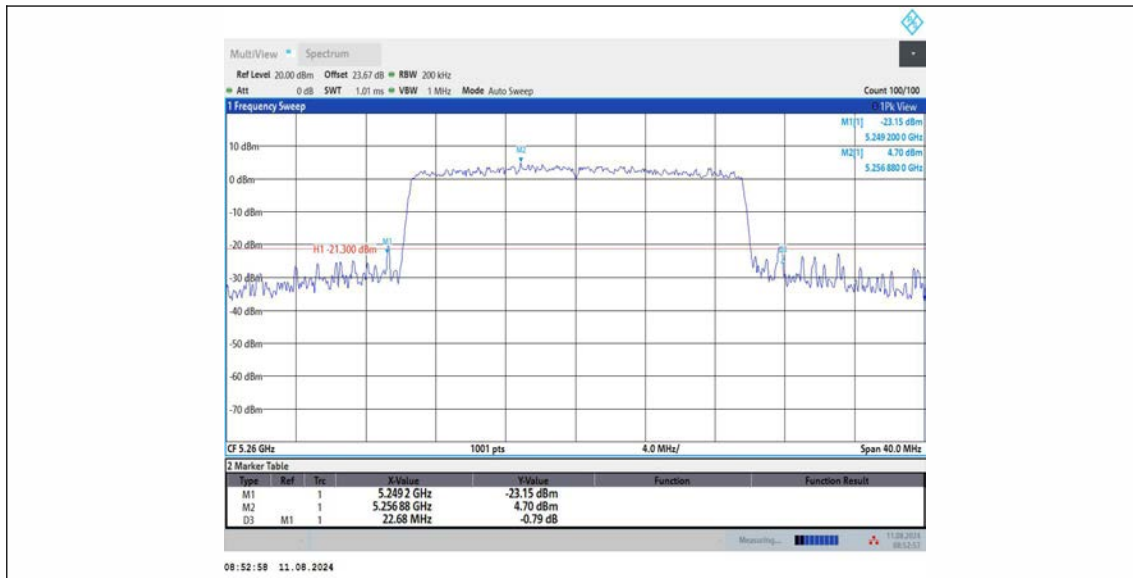 MultiView Spectrum
Ref Level 20.00 dBm Offset 23.67 dB RBW 200 kHz
Att 0 dB SWT 1.01 ms VBW 1 MHz Mode Auto Sweep Count 100/100
1 Frequency Sweep 1Pk View
M1[1] -23.15 dBm
5.249 200 0 GHz
10 dBm M2 M2[1] 4.70 dBm
5.256 880 0 GHz
0 dBm
-10 dBm
-20 dBm H1 -21.300 dBm M1
-30 dBm
-40 dBm
-50 dBm
-60 dBm
-70 dBm
CF 5.26 GHz 1001 pts 4.0 MHz/ Span 40.0 MHz
2 Marker Table
Type Ref Trc X-Value Y-Value Function Function Result
M1 1 5.249 2 GHz -23.15 dBm
M2 1 5.256 88 GHz 4.70 dBm
D3 M1 1 22.68 MHz -0.79 dB
Measuring... 11.08.2024
08:52:57
08:52:58 11.08.2024